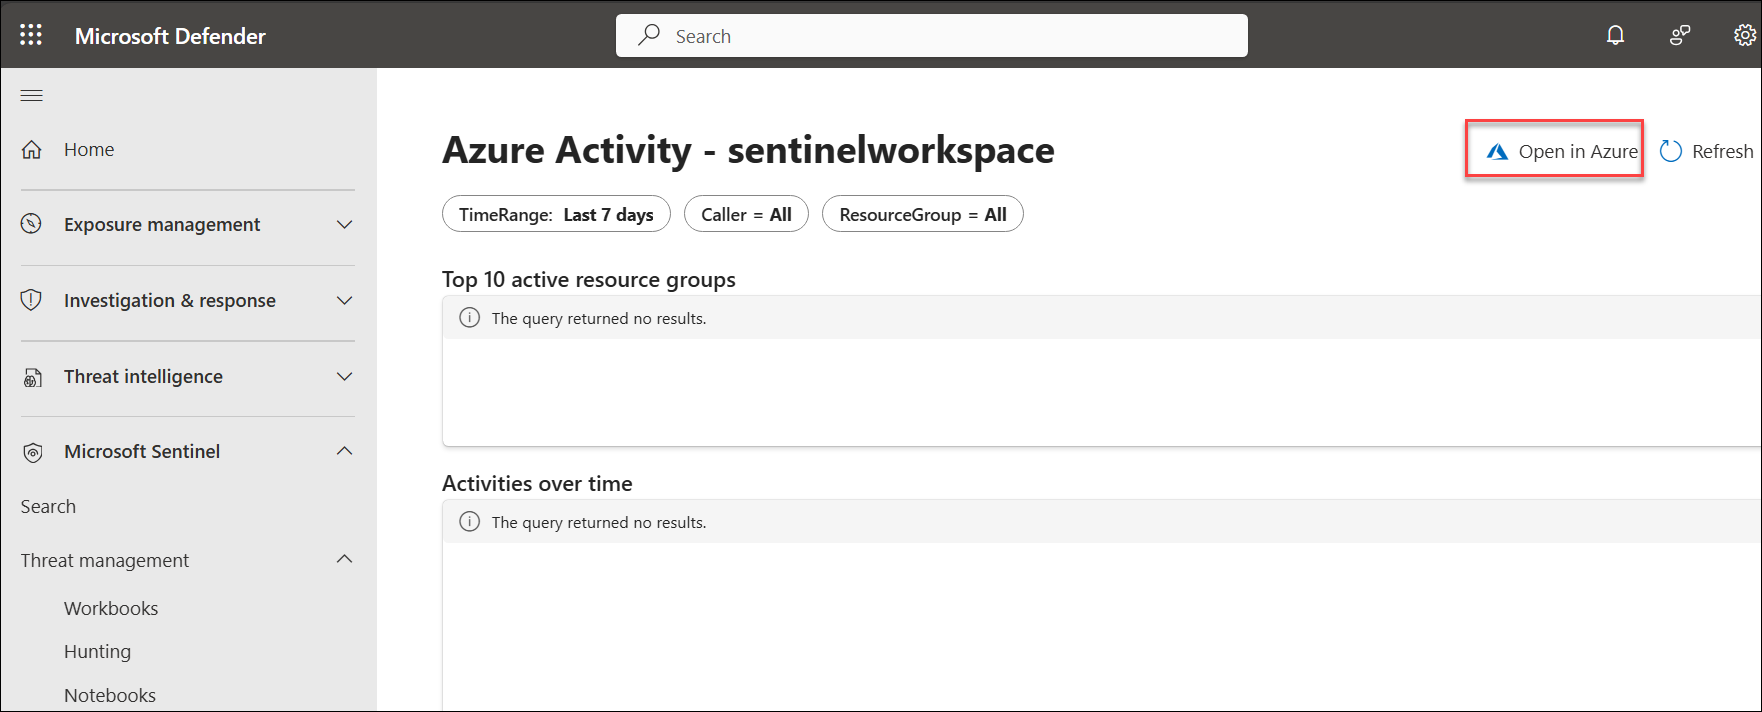 Microsoft Defender
Search
Home
Exposure management
Investigation & response
Threat intelligence
Microsoft Sentinel
Search
Threat management
Workbooks
Hunting
Notebooks
Azure Activity - sentinelworkspace
Open in Azure
Refresh
TimeRange: Last 7 days
Caller = All
ResourceGroup = All
Top 10 active resource groups
The query returned no results.
Activities over time
The query returned no results.